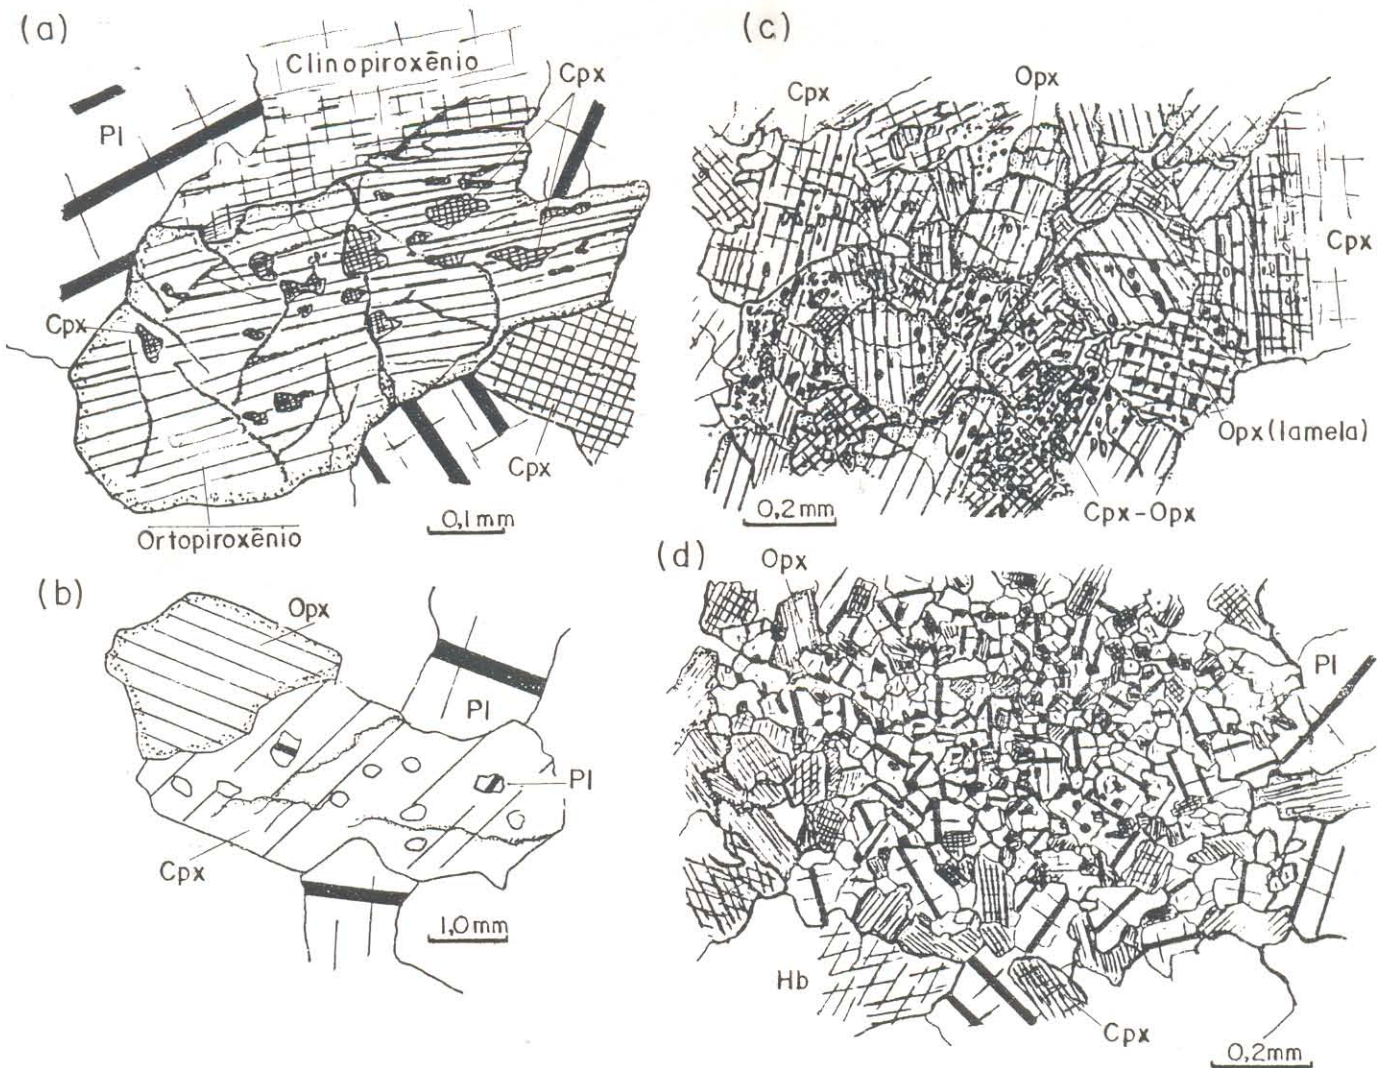 (a)
Clinopiroxênio
Cpx
Pl
Cpx
Cpx
Ortopiroxênio
0,1mm
(c)
Cpx
Opx
Cpx
Opx(lamela)
Cpx-Opx
0,2mm
(b)
Opx
Pl
Pl
Cpx
1,0mm
(d)
Opx
Pl
Hb
Cpx
0,2mm